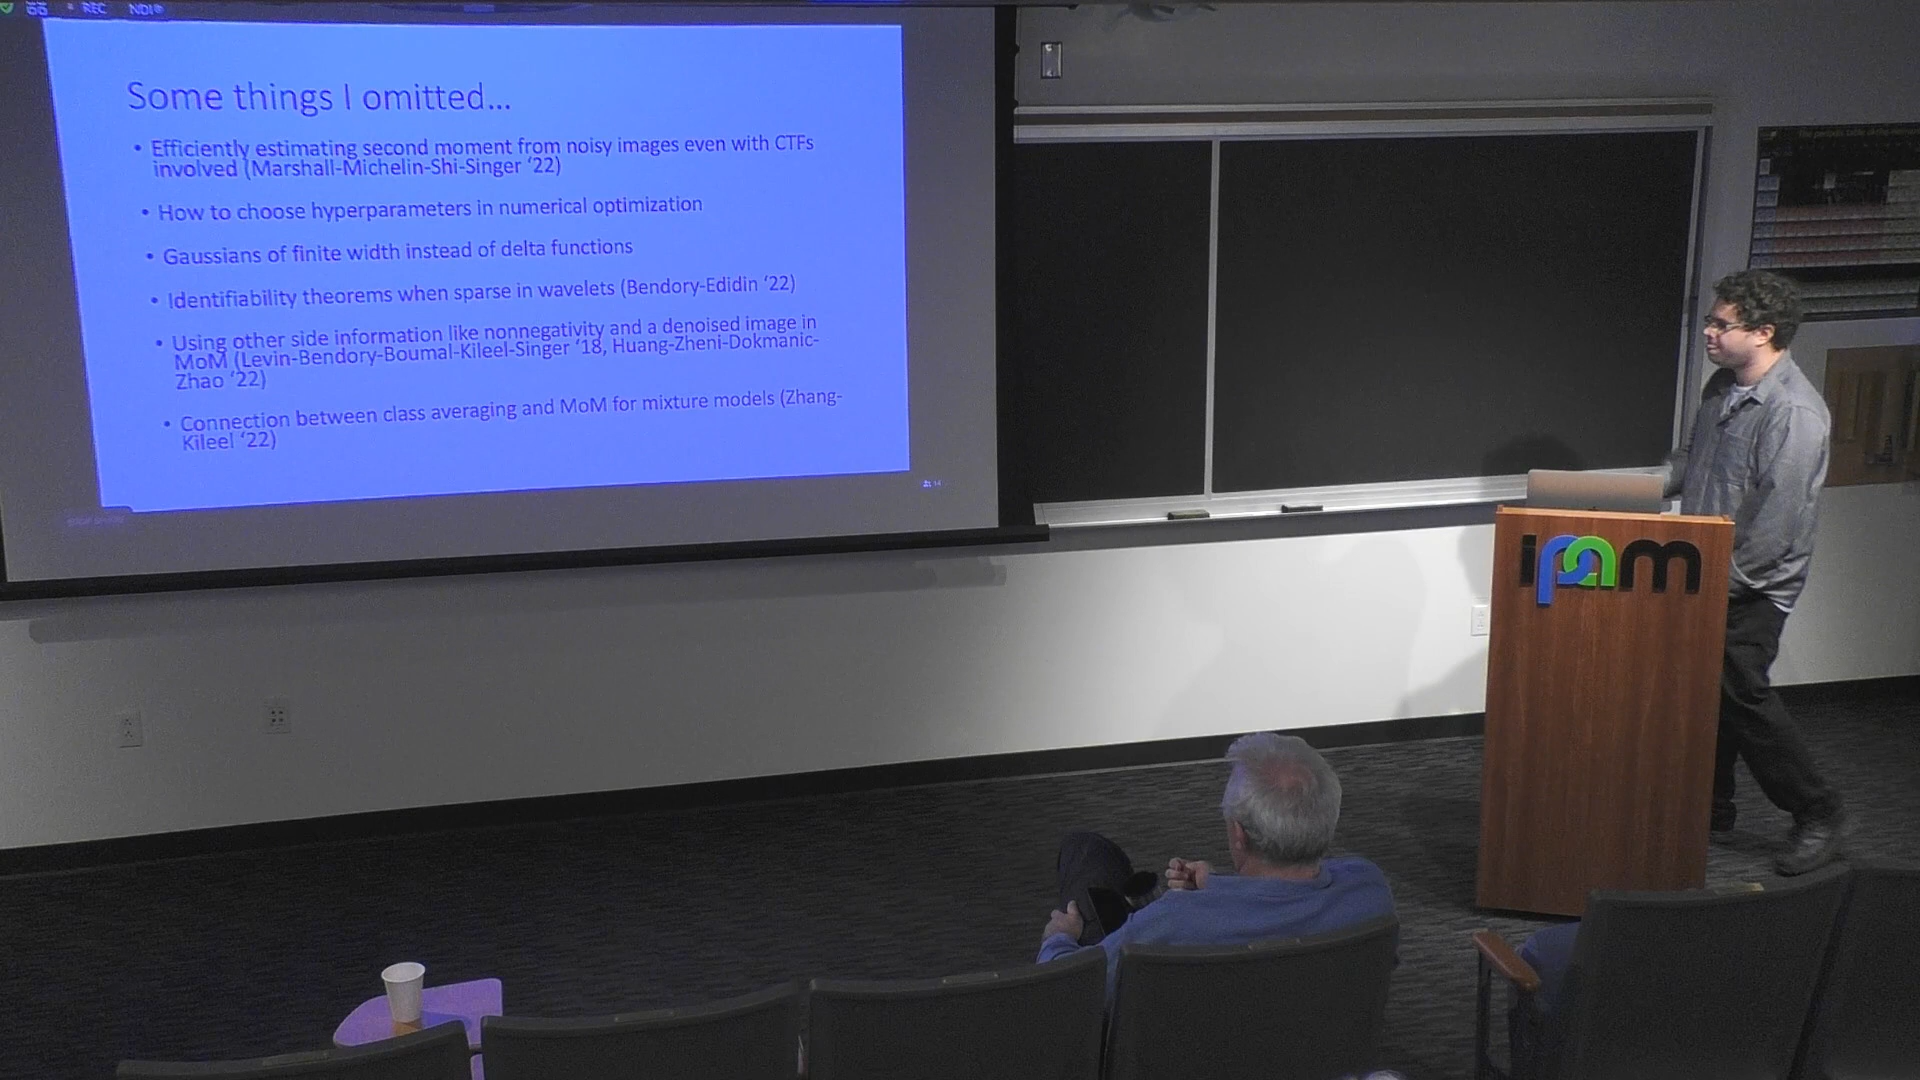 REC NDI®
Some things I omitted...
• Efficiently estimating second moment from noisy images even with CTFs
involved (Marshall-Michelin-Shi-Singer ‘22)
• How to choose hyperparameters in numerical optimization
• Gaussians of finite width instead of delta functions
• Identifiability theorems when sparse in wavelets (Bendory-Edidin ‘22)
• Using other side information like nonnegativity and a denoised image in
MoM (Levin-Bendory-Boumal-Kileel-Singer ‘18, Huang-Zheni-Dokmanic-
Zhao ‘22)
• Connection between class averaging and MoM for mixture models (Zhang-
Kileel ‘22)
ipam